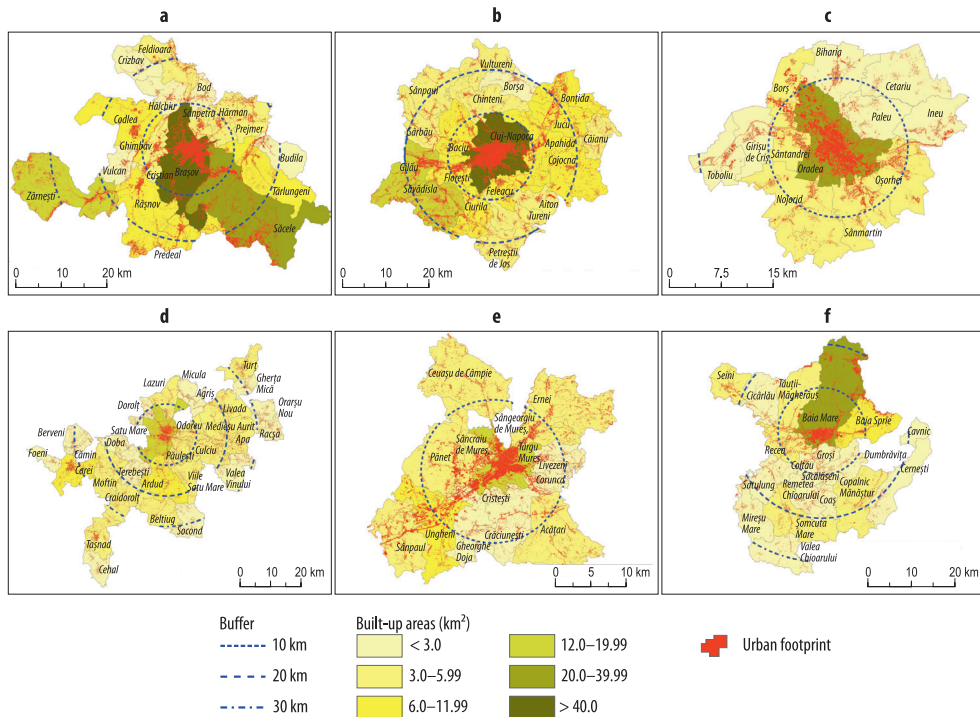 a
Feldioara
Crizbav
Bod
Hălchiu
Sânpetru
Hărman
Codlea
Prejmer
Ghimbav
Budila
Vulcan
Cristian
Brașov
Zărnești
Tărlungeni
Râșnov
Săcele
Predeal
0 10 20 km
b
Vultureni
Sânpaul
Borșa
Chinteni
Bonțida
Gârbău
Cluj-Napoca
Jucu
Căianu
Baciu
Apahida
Gilău
Cojocna
Florești
Săvădisla
Feleacu
Ciurila
Aiton
Tureni
Petreștii
de Jos
0 10 20 km
c
Biharia
Borș
Cetariu
Paleu
Ineu
Girișu
de Criș
Sântandrei
Toboliu
Oradea
Oșorhei
Nojorid
Sânmartin
0 7.5 15 km
d
Turț
Lazuri
Micula
Gherța
Mică
Agriș
Dorolț
Livada
Orarșu
Nou
Odoreu
Berveni
Satu Mare
Medieșu Aurit
Racșa
Doba
Apa
Foeni
Cămin
Păulești
Culciu
Carei
Terebești
Valea
Vinului
Moftin
Ardud
Viile
Satu Mare
Craidorolț
Beltiug
Socond
Tașnad
Cehal
0 10 20 km
e
Ceuașu de Câmpie
Ernei
Sângeorgiu
de Mureș
Sâncraiu
de Mureș
Târgu
Mureș
Pănet
Livezeni
Corunca
Cristești
Acățari
Ungheni
Crăciunești
Sânpaul
Gheorghe
Doja
0 5 10 km
f
Seini
Cicârlău
Tăuții-
Măgherăuș
Baia Mare
Baia Sprie
Cavnic
Recea
Groși
Dumbrăvița
Cernești
Coltău
Săcălășeni
Satulung
Remetea
Chioarului
Copalnic
Mănăștur
Coaș
Mireșu
Mare
Șomcuta
Mare
Valea
Chioarului
0 10 20 km
Buffer
10 km
20 km
30 km
Built-up areas (km²)
< 3.0
3.0–5.99
6.0–11.99
12.0–19.99
20.0–39.99
> 40.0
Urban footprint